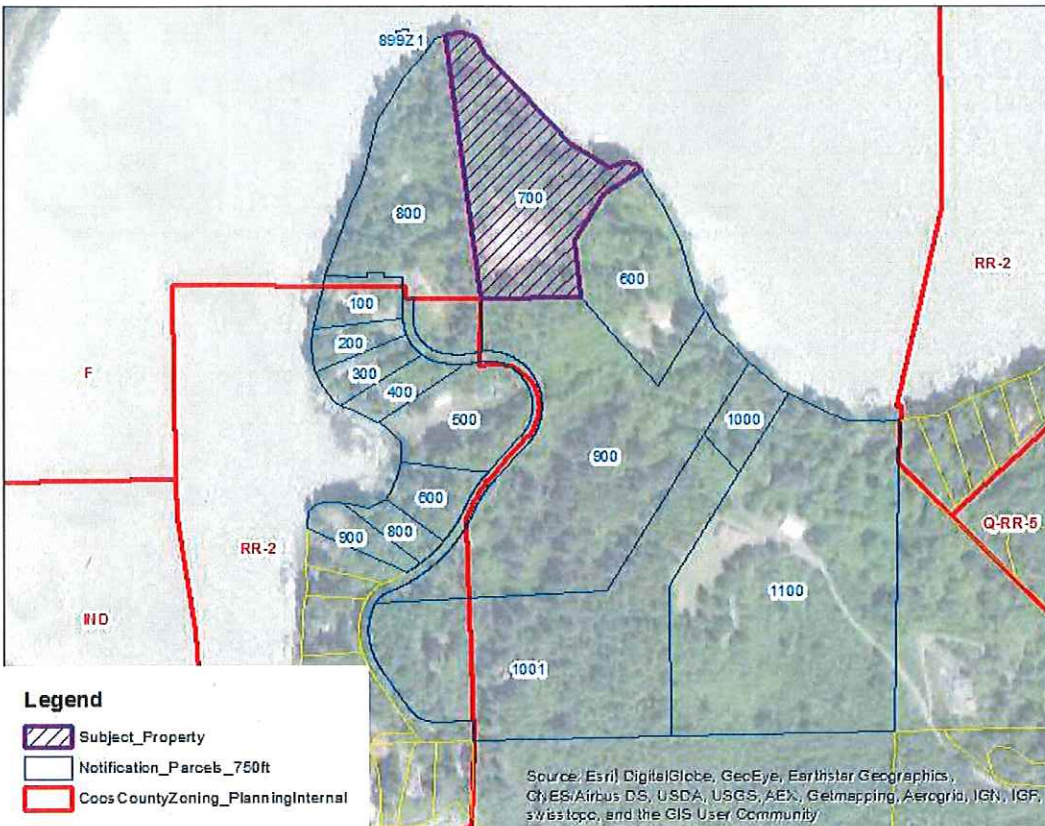 899Z1
700
800
RR-2
600
100
200
F
300
400
1000
500
900
600
Q-RR-5
800
900
RR-2
1100
IND
1001
Legend
Subject_Property
Notification_Parcels_750ft
CoosCountyZoning_PlanningInternal
Source: Esri, DigitalGlobe, GeoEye, Earthstar Geographics,
CNES/Airbus DS, USDA, USGS, AEX, Getmapping, Aerogrid, IGN, IGP,
swisstopo, and the GIS User Community